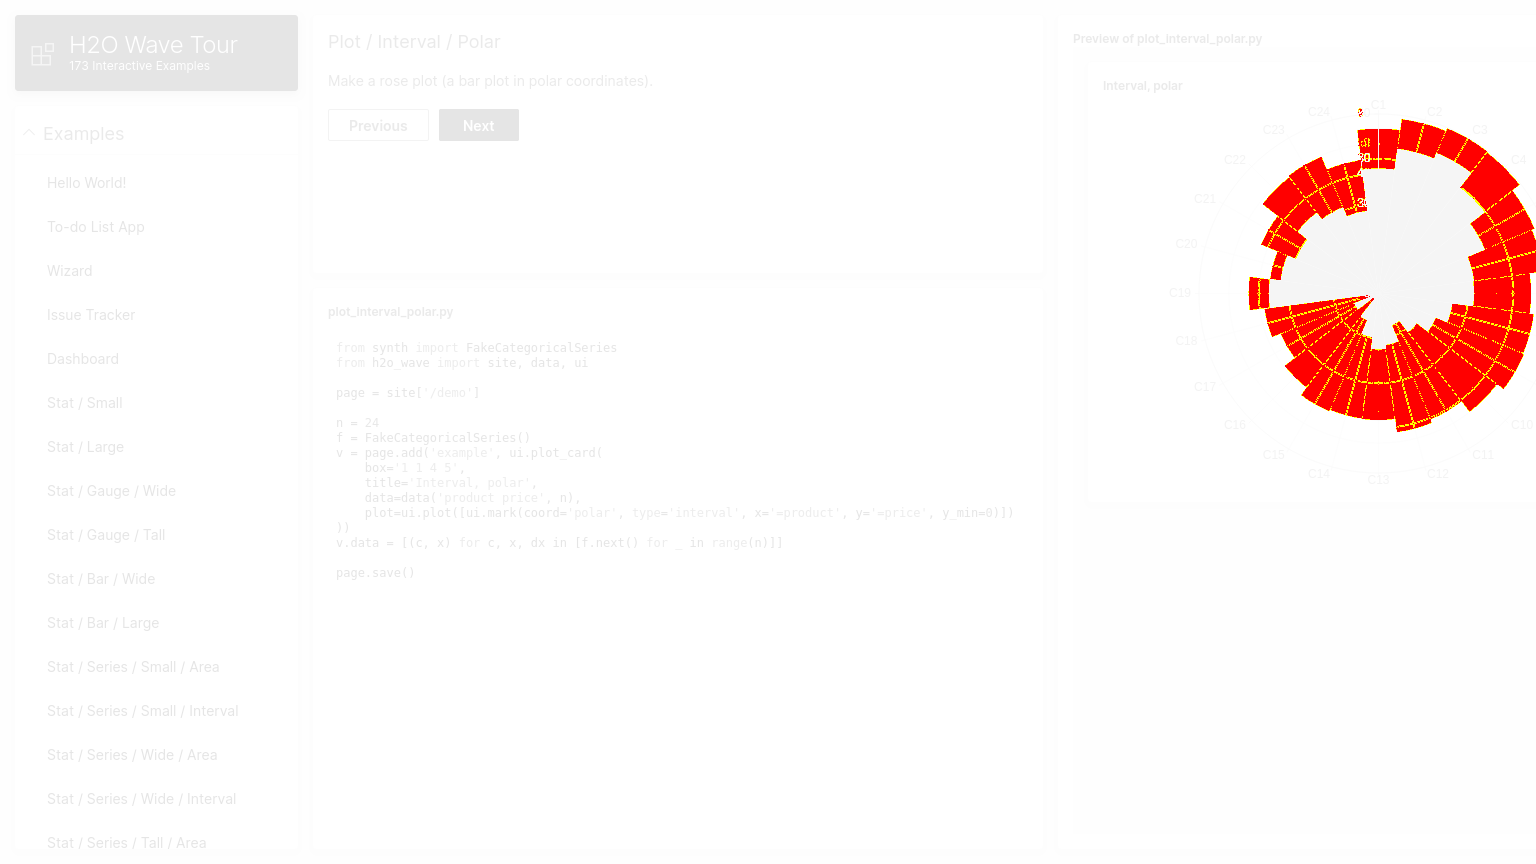 H2O Wave Tour
173 Interactive Examples
Examples
Hello World!
To-do List App
Wizard
Issue Tracker
Dashboard
Stat / Small
Stat / Large
Stat / Gauge / Wide
Stat / Gauge / Tall
Stat / Bar / Wide
Stat / Bar / Large
Stat / Series / Small / Area
Stat / Series / Small / Interval
Stat / Series / Wide / Area
Stat / Series / Wide / Interval
Stat / Series / Tall / Area
Plot / Interval / Polar
Make a rose plot (a bar plot in polar coordinates).
Previous
Next
plot_interval_polar.py
from synth import FakeCategoricalSeries
from h2o_wave import site, data, ui
page = site['/demo']
n = 24
f = FakeCategoricalSeries()
v = page.add('example', ui.plot_card(
box='1 1 4 5',
title='Interval, polar',
data=data('product price', n),
plot=ui.plot([ui.mark(coord='polar', type='interval', x='=product', y='=price', y_min=0)])
))
v.data = [(c, x) for c, x, dx in [f.next() for _ in range(n)]]
page.save()
Preview of plot_interval_polar.py
Interval, polar
C1
C2
C3
C4
C10
C11
C12
C13
C14
C15
C16
C17
C18
C19
C20
C21
C22
C23
C24